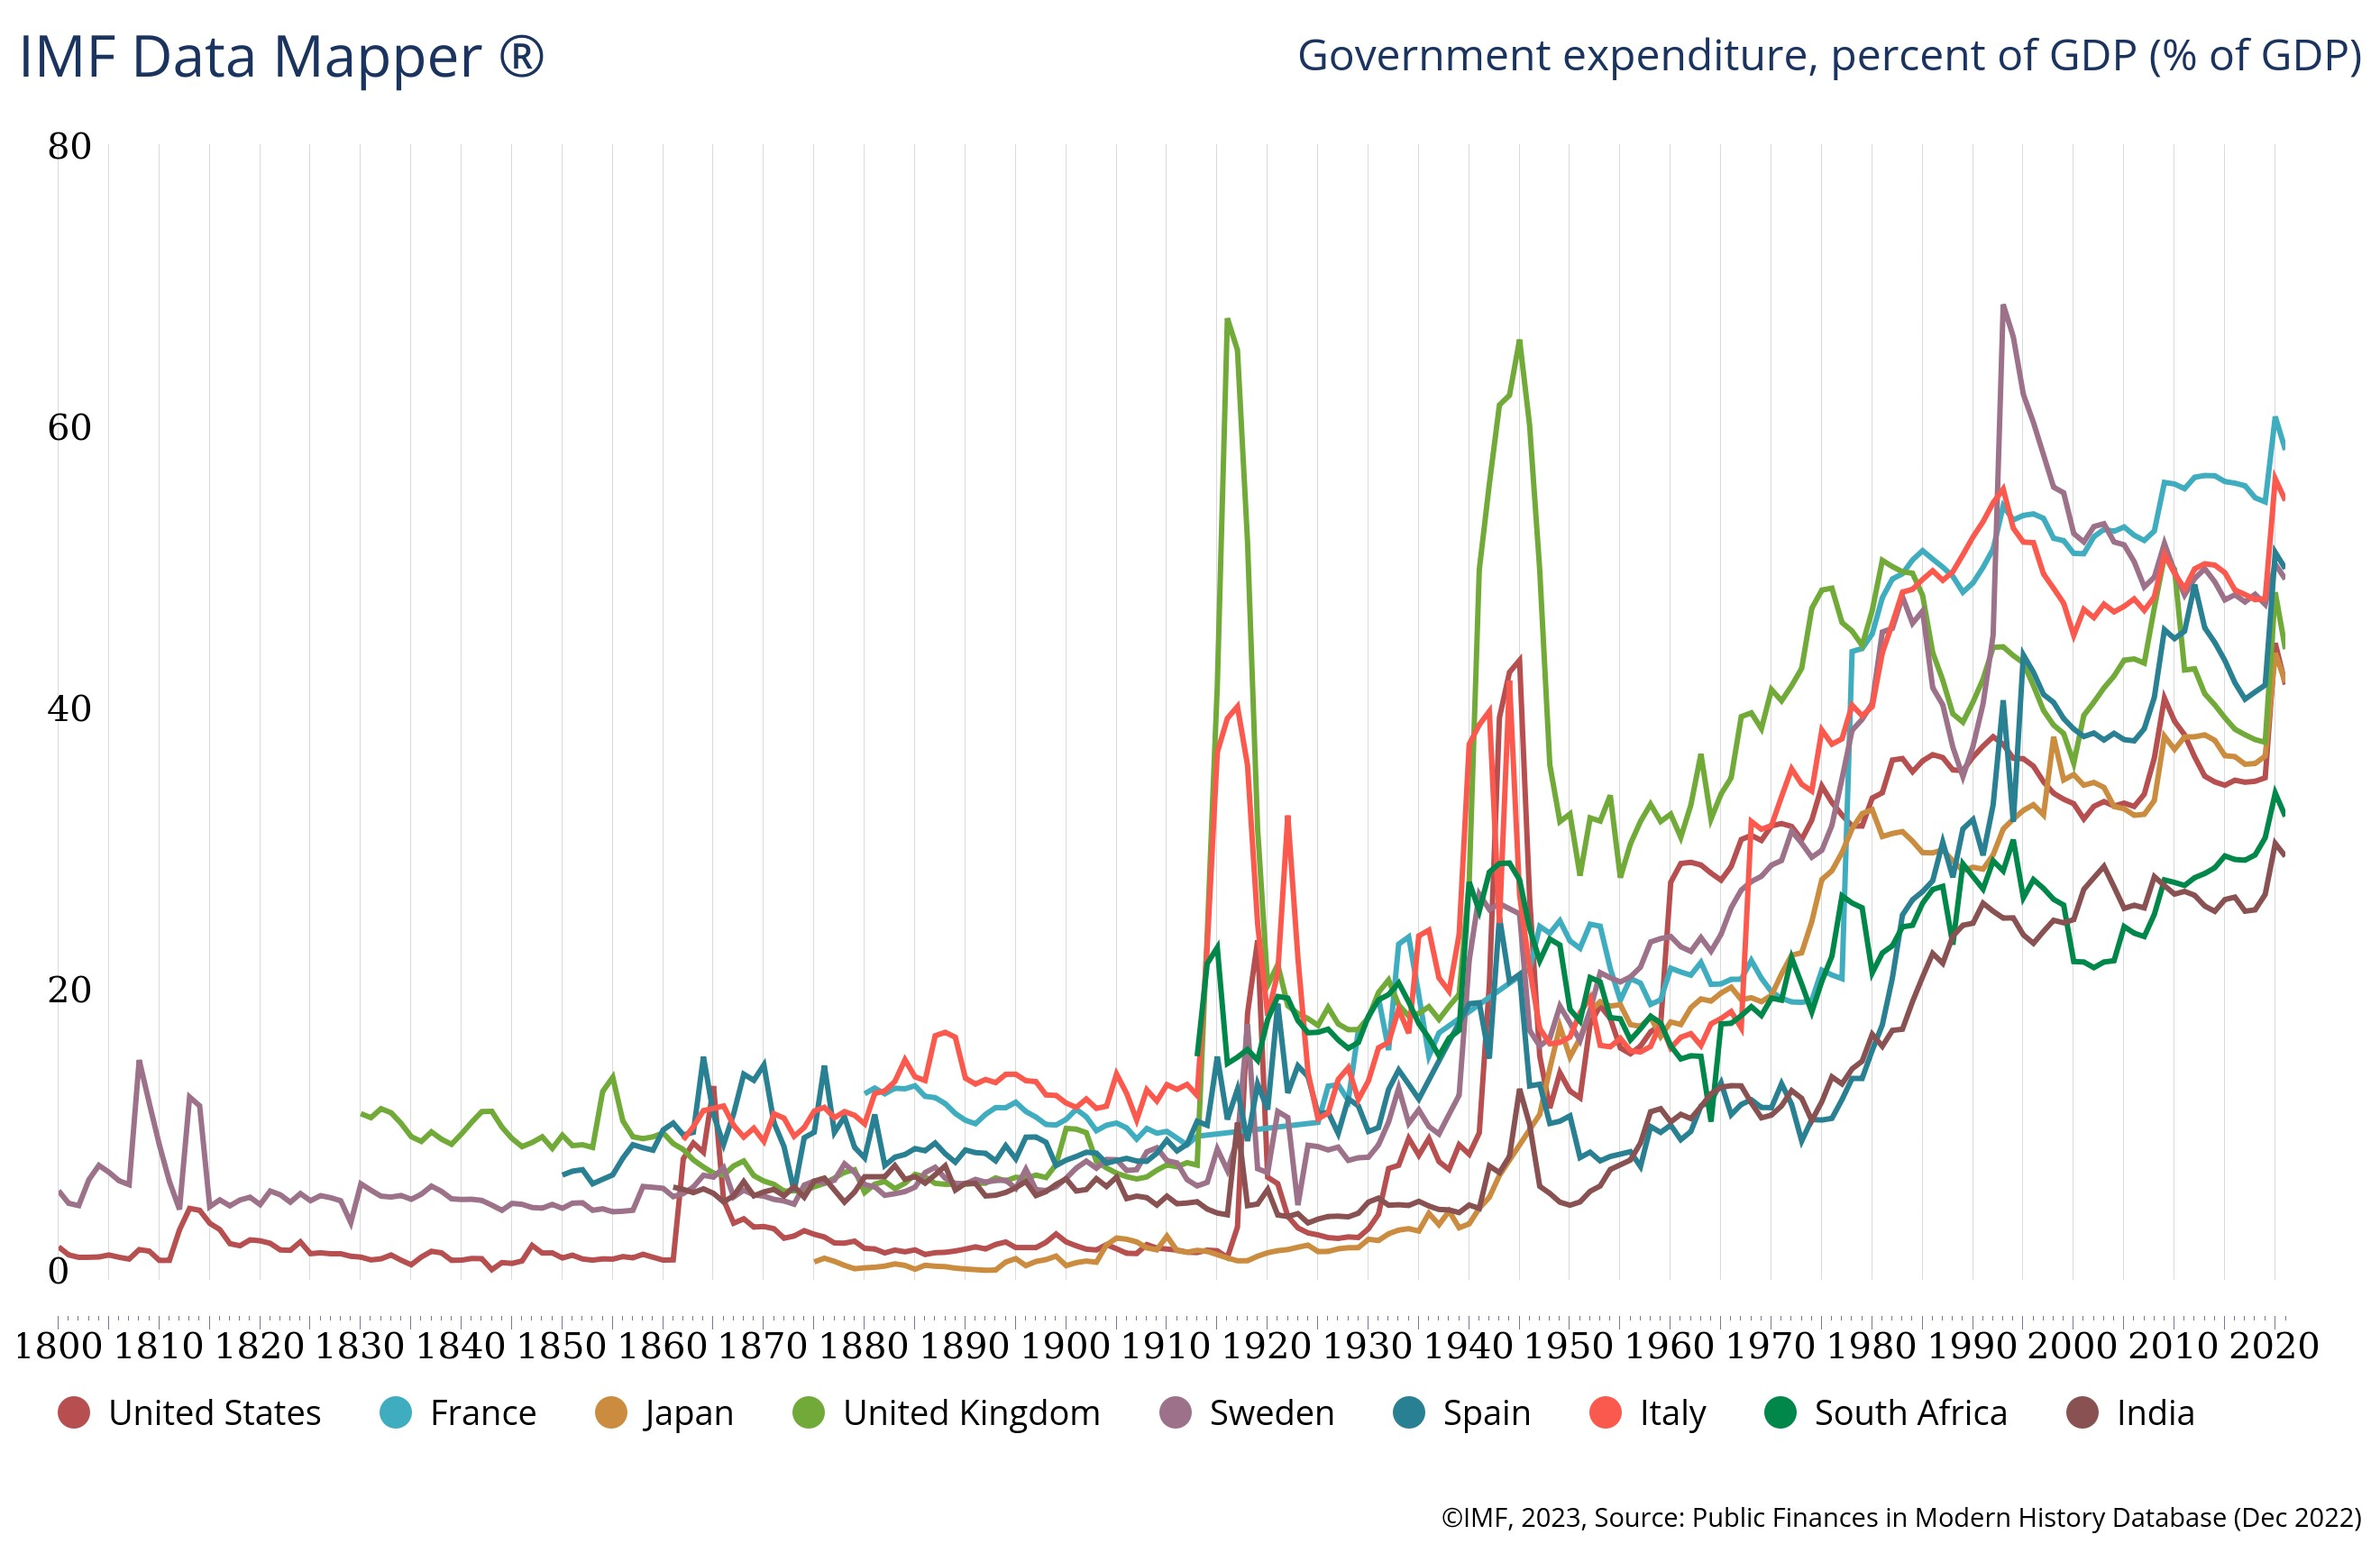 IMF Data Mapper ®
Government expenditure, percent of GDP (% of GDP)
80
60
40
20
0
1800 1810 1820 1830 1840 1850 1860 1870 1880 1890 1900 1910 1920 1930 1940 1950 1960 1970 1980 1990 2000 2010 2020
United States France Japan United Kingdom Sweden Spain Italy South Africa India
©IMF, 2023, Source: Public Finances in Modern History Database (Dec 2022)